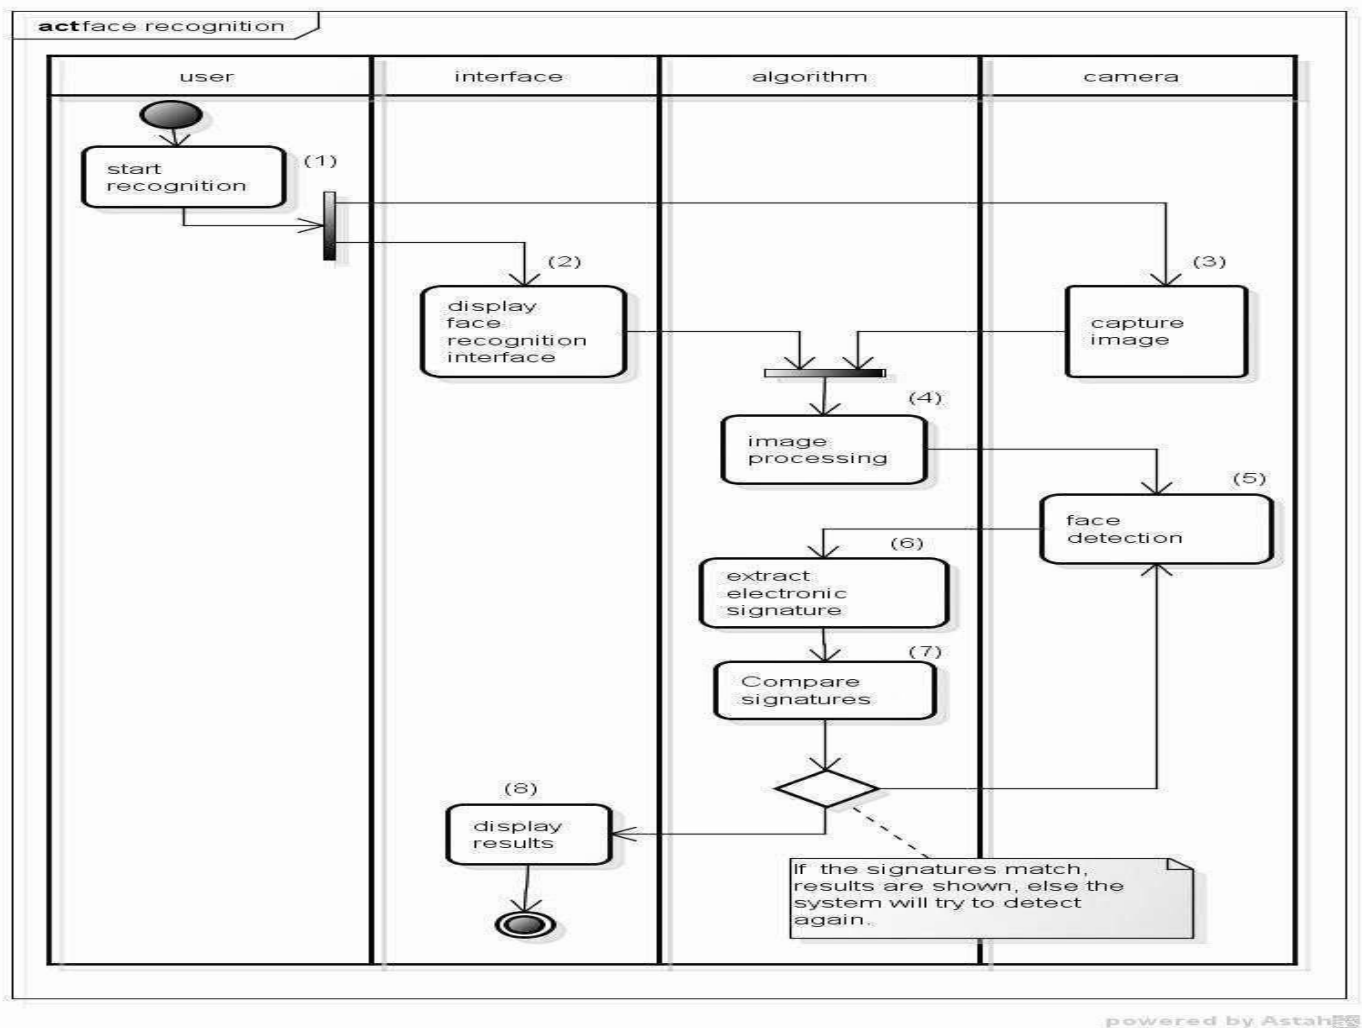 actface recognition
user
interface
algorithm
camera
start
recognition
(1)
(2)
display
face
recognition
interface
(3)
capture
image
(4)
image
processing
(5)
face
detection
(6)
extract
electronic
signature
(7)
Compare
signatures
(8)
display
results
If the signatures match,
results are shown, else the
system will try to detect
again.
powered by Astah